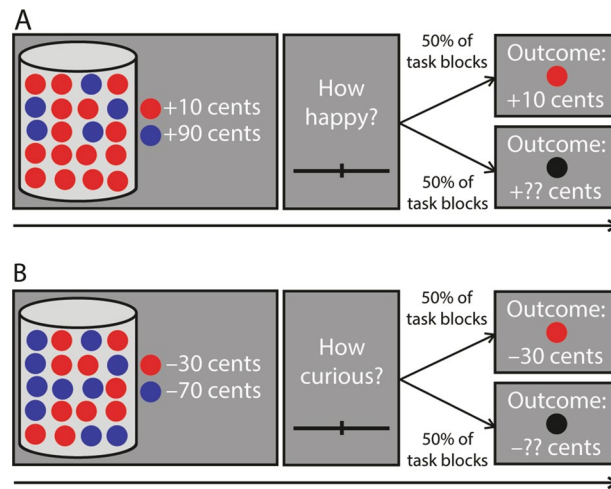 A
+10 cents
+90 cents
How
happy?
50% of
task blocks
50% of
task blocks
Outcome:
+10 cents
Outcome:
+?? cents
B
–30 cents
–70 cents
How
curious?
50% of
task blocks
50% of
task blocks
Outcome:
–30 cents
Outcome:
–?? cents